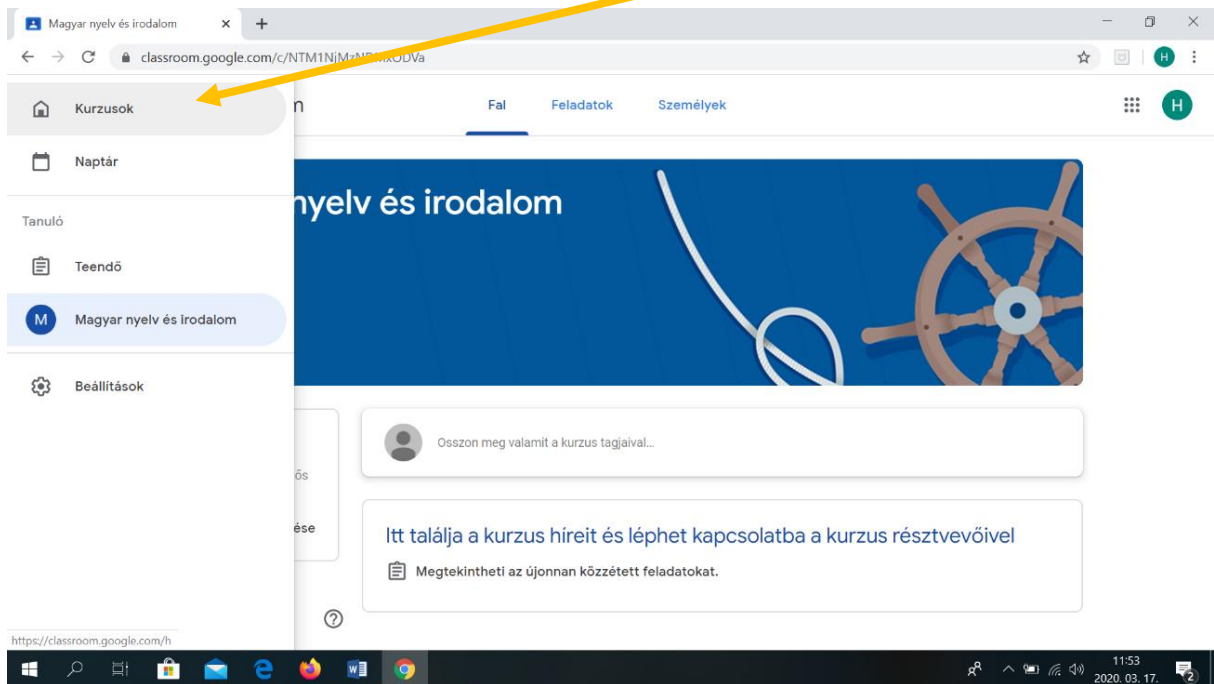 Magyar nyelv és irodalom
classroom.google.com/c/
H
Kurzusok
Fal Feladatok Személyek
H
Naptár
nyelv és irodalom
Tanuló
Teendő
M Magyar nyelv és irodalom
Beállítások
Osszon meg valamit a kurzus tagjaival...
ős
ése
Itt találja a kurzus híreit és léphet kapcsolatba a kurzus résztvevőivel
Megtekintheti az újonnan közzétett feladatokat.
https://classroom.google.com/h
11:53
2020. 03. 17.
2